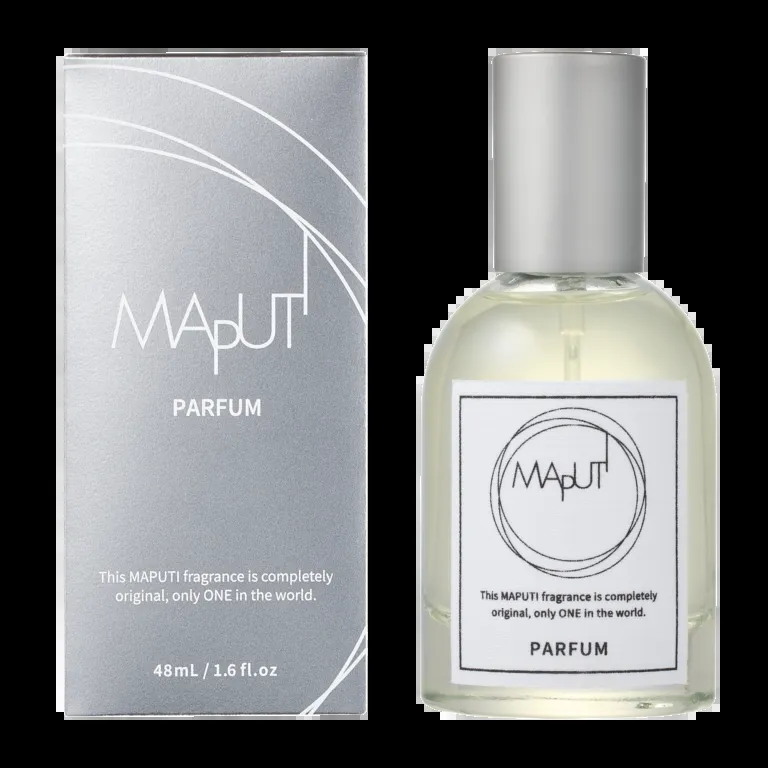 MAPUTI
PARFUM
This MAPUTI fragrance is completely
original, only ONE in the world.
48mL / 1.6 fl.oz
MAPUTI
This MAPUTI fragrance is completely
original, only ONE in the world.
PARFUM